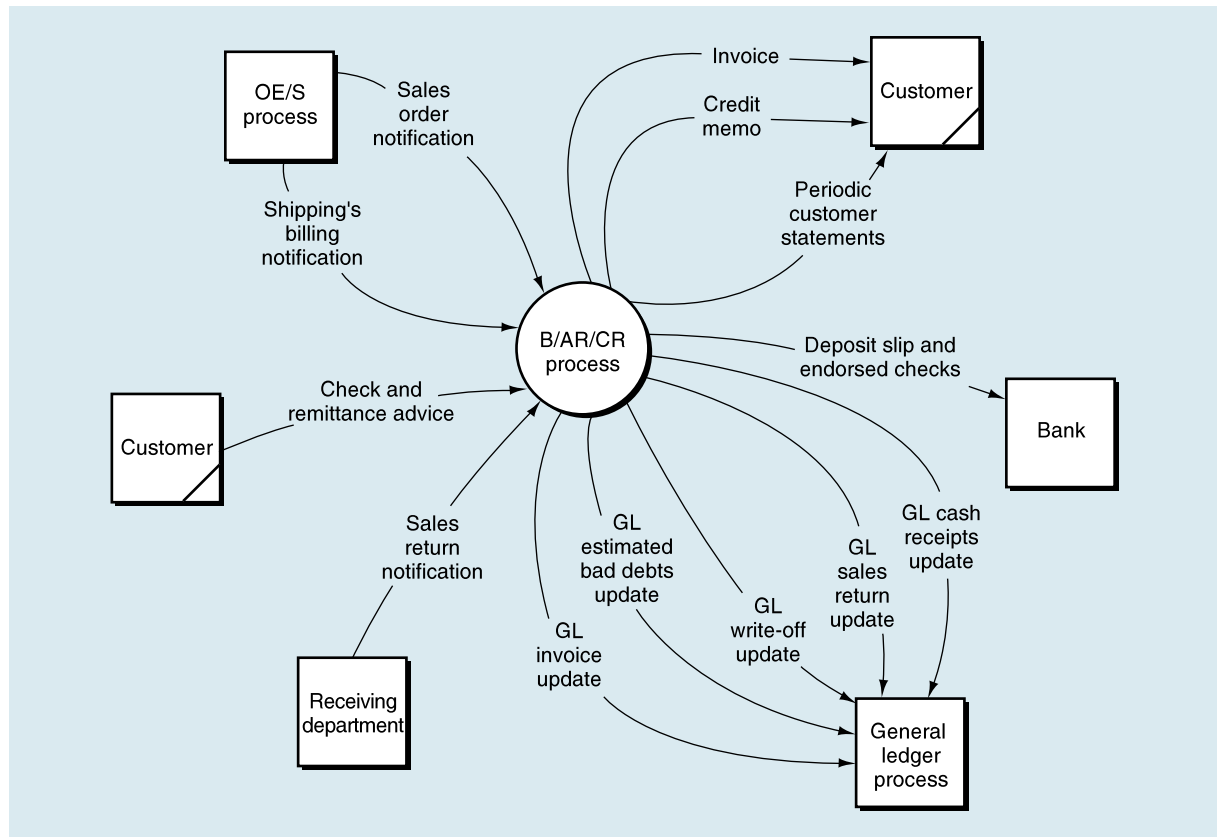 OE/S
process
Sales
order
notification
Shipping's
billing
notification
Invoice
Credit
memo
Customer
Periodic
customer
statements
B/AR/CR
process
Deposit slip and
endorsed checks
Bank
Check and
remittance advice
Customer
Sales
return
notification
Receiving
department
GL
invoice
update
GL
estimated
bad debts
update
GL
write-off
update
GL
sales
return
update
GL cash
receipts
update
General
ledger
process